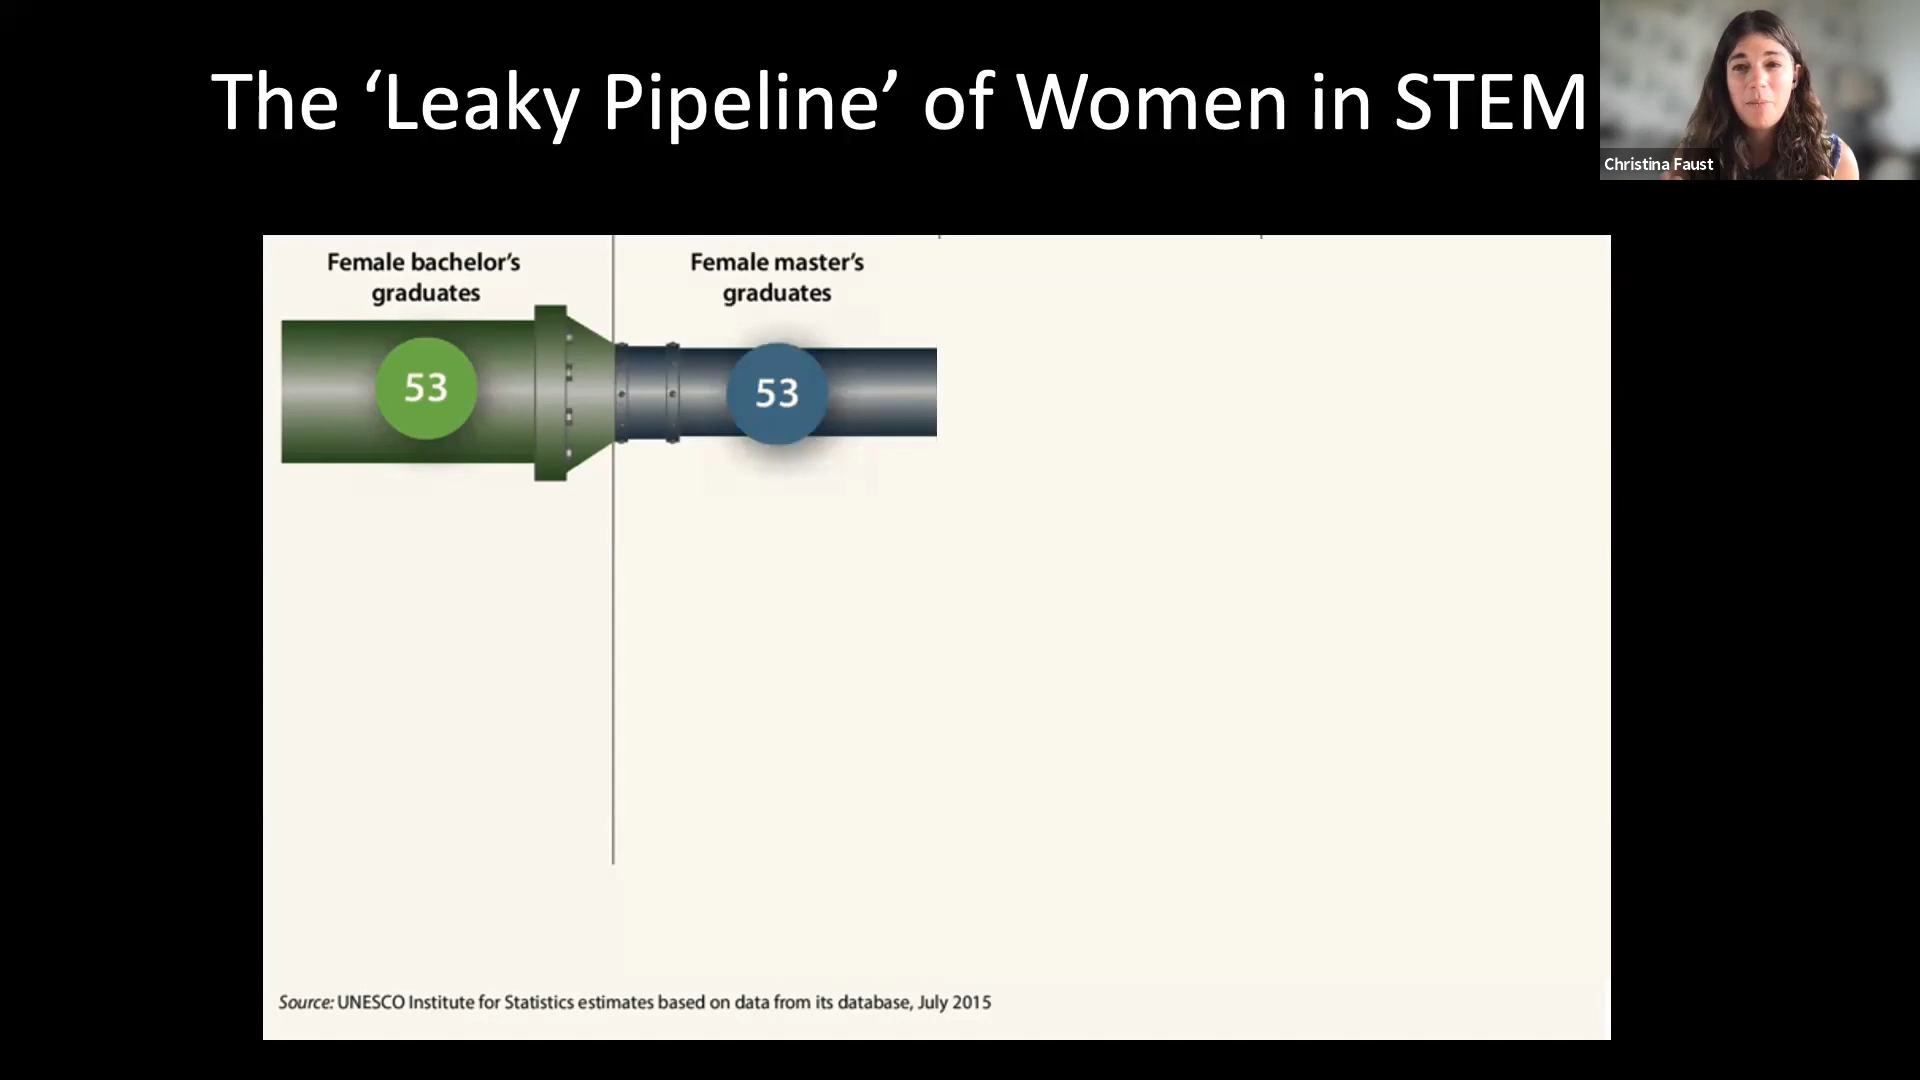 The ‘Leaky Pipeline’ of Women in STEM
Christina Faust
Female bachelor’s
graduates
53
Female master’s
graduates
53
Source: UNESCO Institute for Statistics estimates based on data from its database, July 2015